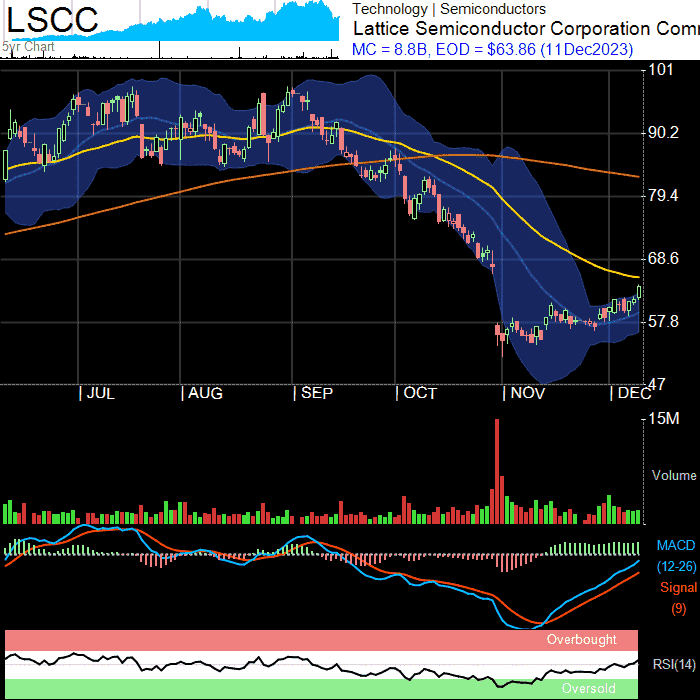 LSCC
5yr Chart
Technology | Semiconductors
Lattice Semiconductor Corporation Com
MC = 8.8B, EOD = $63.86 (11Dec2023)
101
90.2
79.4
68.6
57.8
47
JUL
AUG
SEP
OCT
NOV
DEC
15M
Volume
MACD
(12-26)
Signal
(9)
Overbought
RSI(14)
Oversold